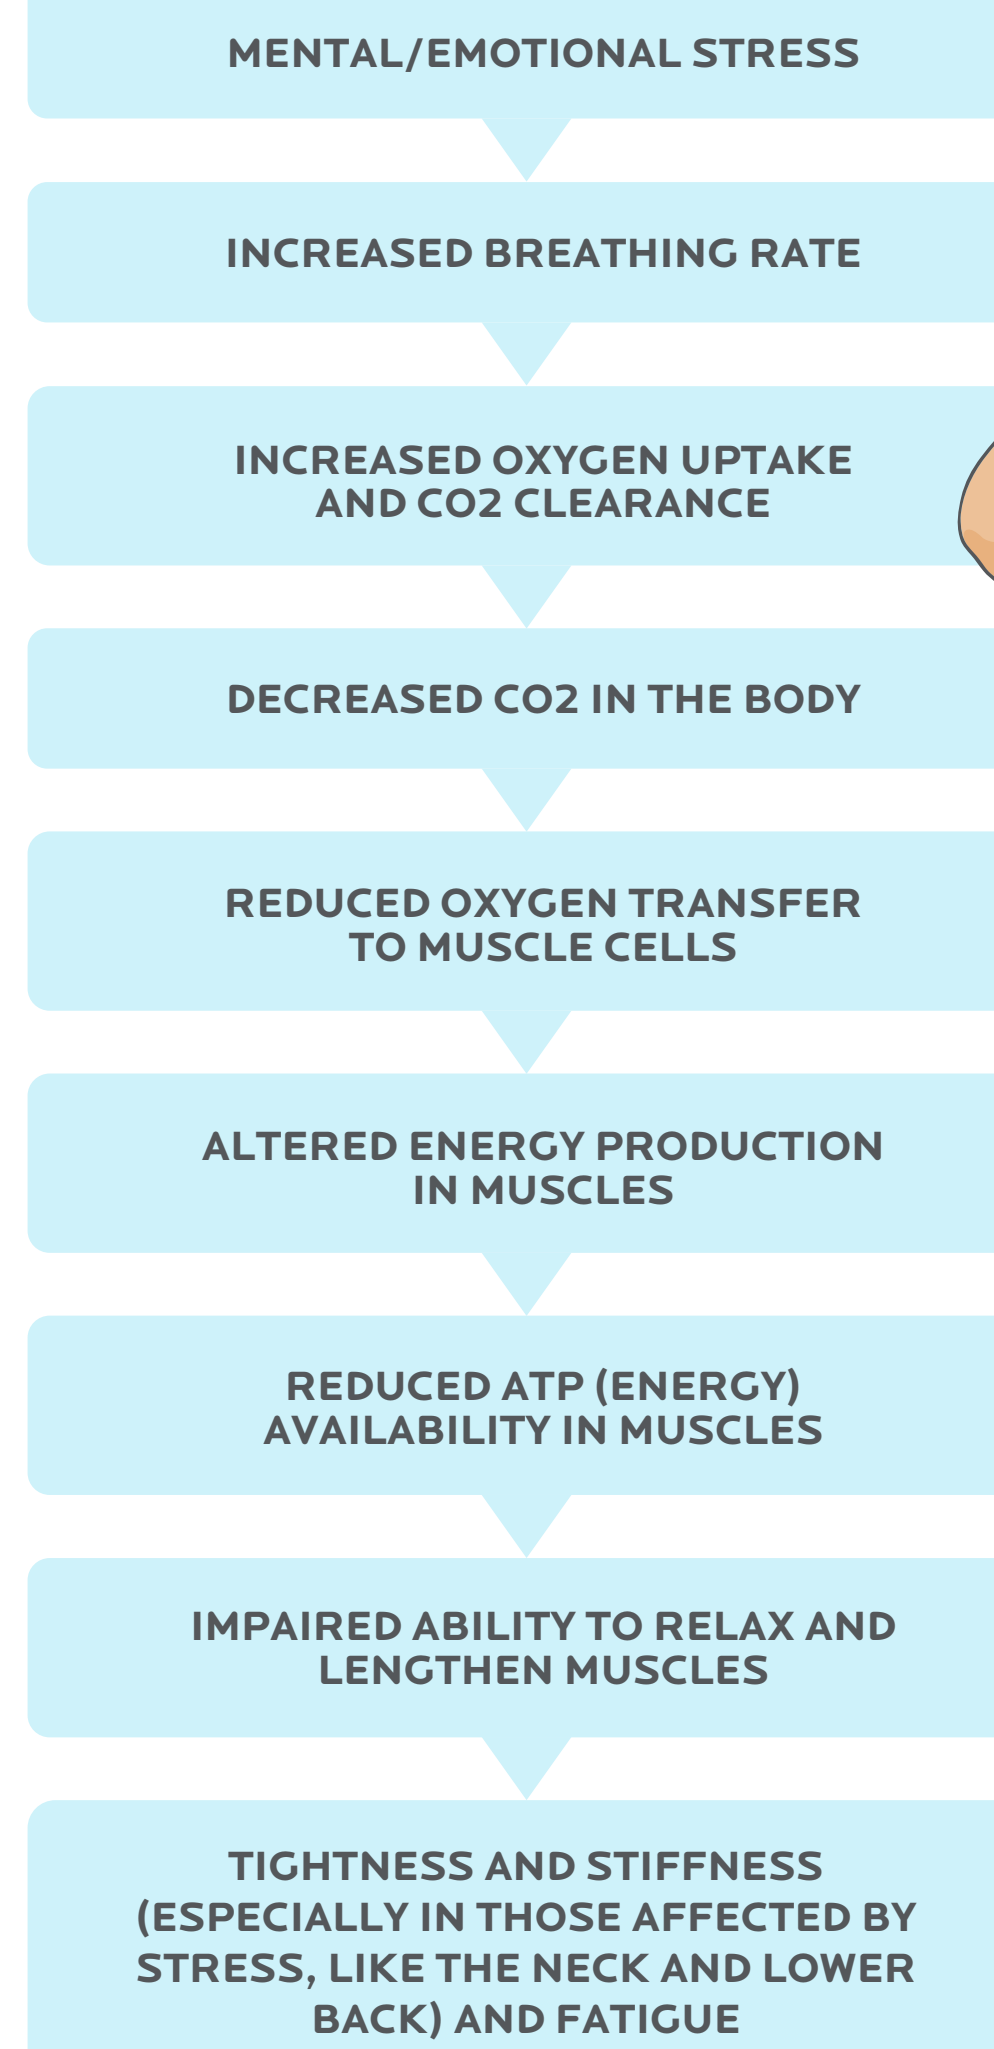 MENTAL/EMOTIONAL STRESS
INCREASED BREATHING RATE
INCREASED OXYGEN UPTAKE
AND CO2 CLEARANCE
DECREASED CO2 IN THE BODY
REDUCED OXYGEN TRANSFER
TO MUSCLE CELLS
ALTERED ENERGY PRODUCTION
IN MUSCLES
REDUCED ATP (ENERGY)
AVAILABILITY IN MUSCLES
IMPAIRED ABILITY TO RELAX AND
LENGTHEN MUSCLES
TIGHTNESS AND STIFFNESS
(ESPECIALLY IN THOSE AFFECTED BY
STRESS, LIKE THE NECK AND LOWER
BACK) AND FATIGUE